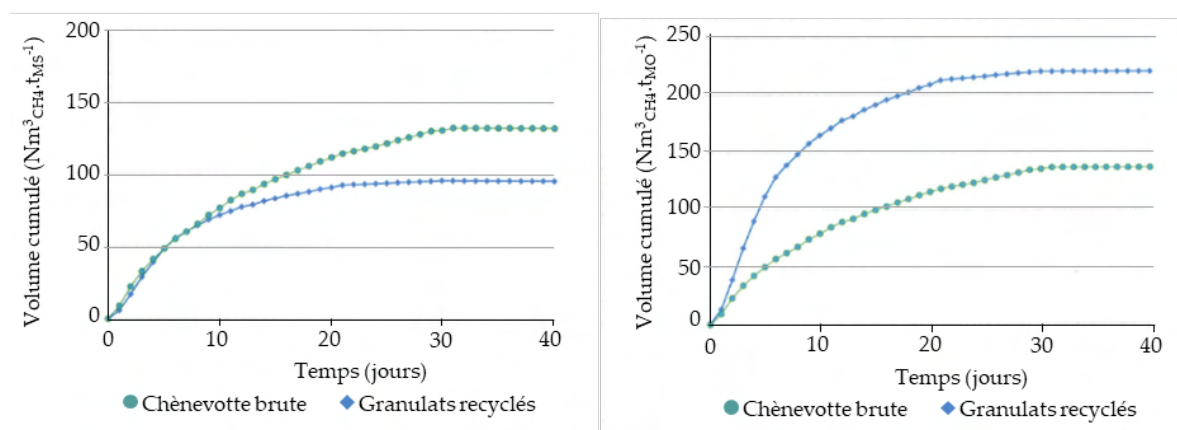 Volume cumulé (Nm³CH4.tMS⁻¹)
200
150
100
50
0
0 10 20 30 40
Temps (jours)
Chènevotte brute Granulats recyclés
Volume cumulé (Nm³CH4.tMO⁻¹)
250
200
150
100
50
0
0 10 20 30 40
Temps (jours)
Chènevotte brute Granulats recyclés